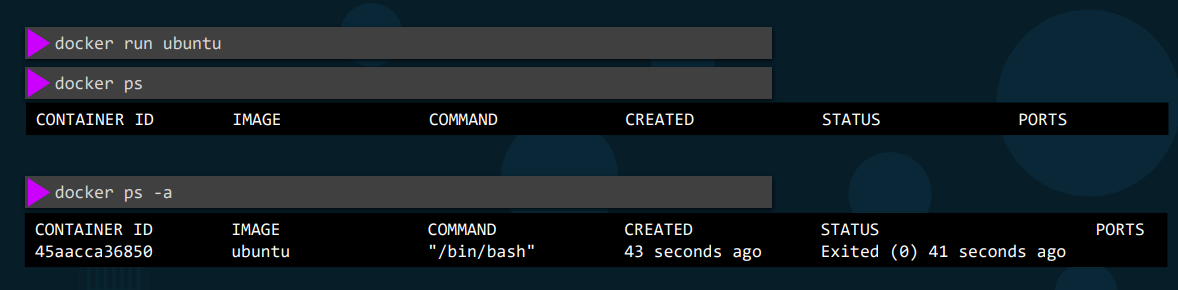 docker run ubuntu
docker ps
CONTAINER ID IMAGE COMMAND CREATED STATUS PORTS
docker ps -a
CONTAINER ID IMAGE COMMAND CREATED STATUS PORTS
45aacca36850 ubuntu "/bin/bash" 43 seconds ago Exited (0) 41 seconds ago